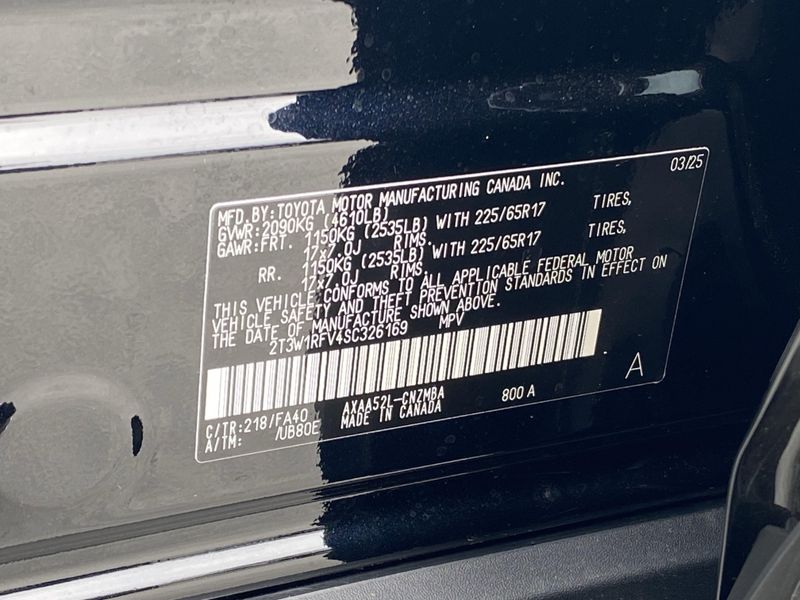 03/25
MFD. BY: TOYOTA MOTOR MANUFACTURING CANADA INC.
GVWR: 2090KG (4610LB)
GAWR: FRT. 1150KG (2535LB) WITH 225/65R17 TIRES,
17x7.0J RIMS.
RR. 1150KG (2535LB) WITH 225/65R17 TIRES,
17x7.0J RIMS.
THIS VEHICLE CONFORMS TO ALL APPLICABLE FEDERAL MOTOR
VEHICLE SAFETY AND THEFT PREVENTION STANDARDS IN EFFECT ON
THE DATE OF MANUFACTURE SHOWN ABOVE.
2T3W1RFV4SC326169 MPV
A
C/TR: 218/FA40 AXAA52L-CNZMBA 800 A
A/TM: /UB80E MADE IN CANADA